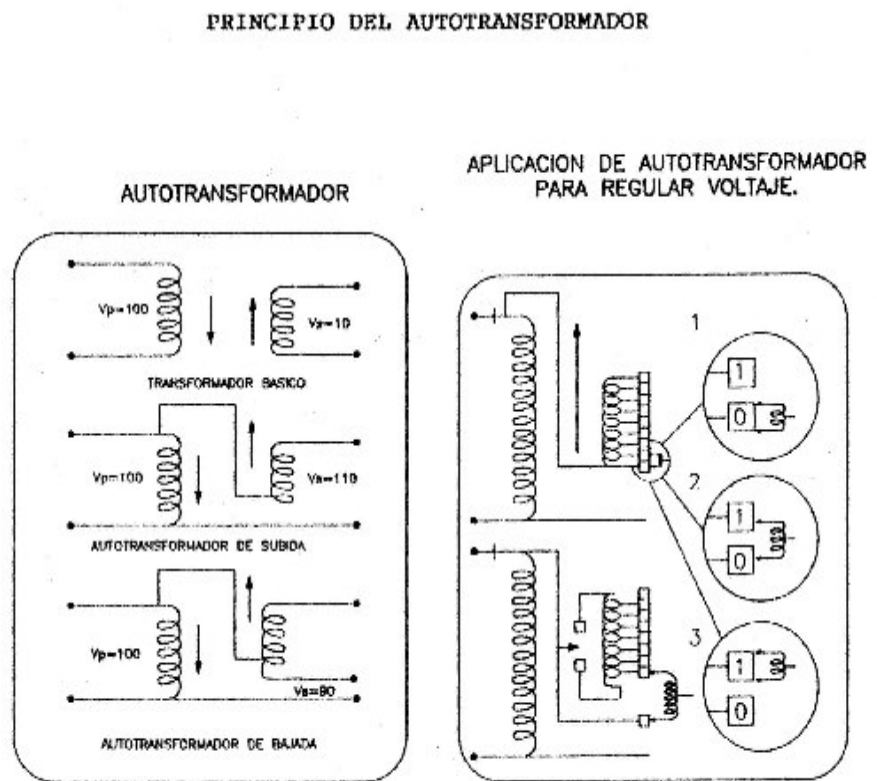 PRINCIPIO DEL AUTOTRANSFORMADOR
AUTOTRANSFORMADOR
Vp=100
Vs=10
TRANSFORMADOR BASICO
Vp=100
Vs=110
AUTOTRANSFORMADOR DE SUBIDA
Vp=100
Vs=90
AUTOTRANSFORMADOR DE BAJADA
APLICACION DE AUTOTRANSFORMADOR
PARA REGULAR VOLTAJE.
1
1
0
2
1
0
3
1
0